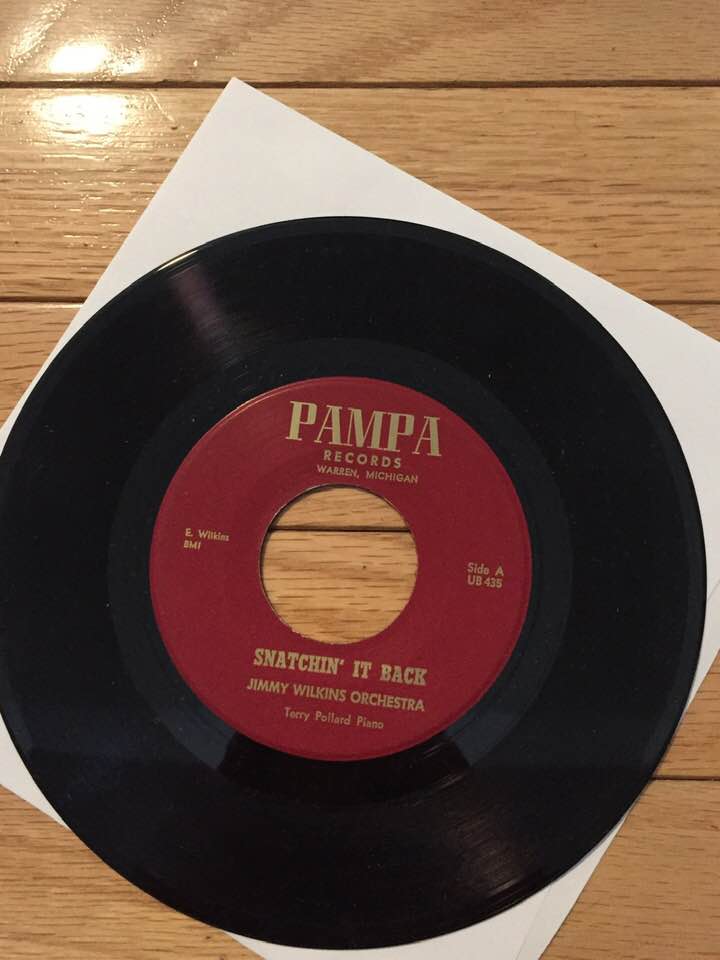 PAMPA
RECORDS
WARREN, MICHIGAN
E. Wilkins
BMI
Side A
UB 435
SNATCHIN' IT BACK
JIMMY WILKINS ORCHESTRA
Terry Pollard Piano